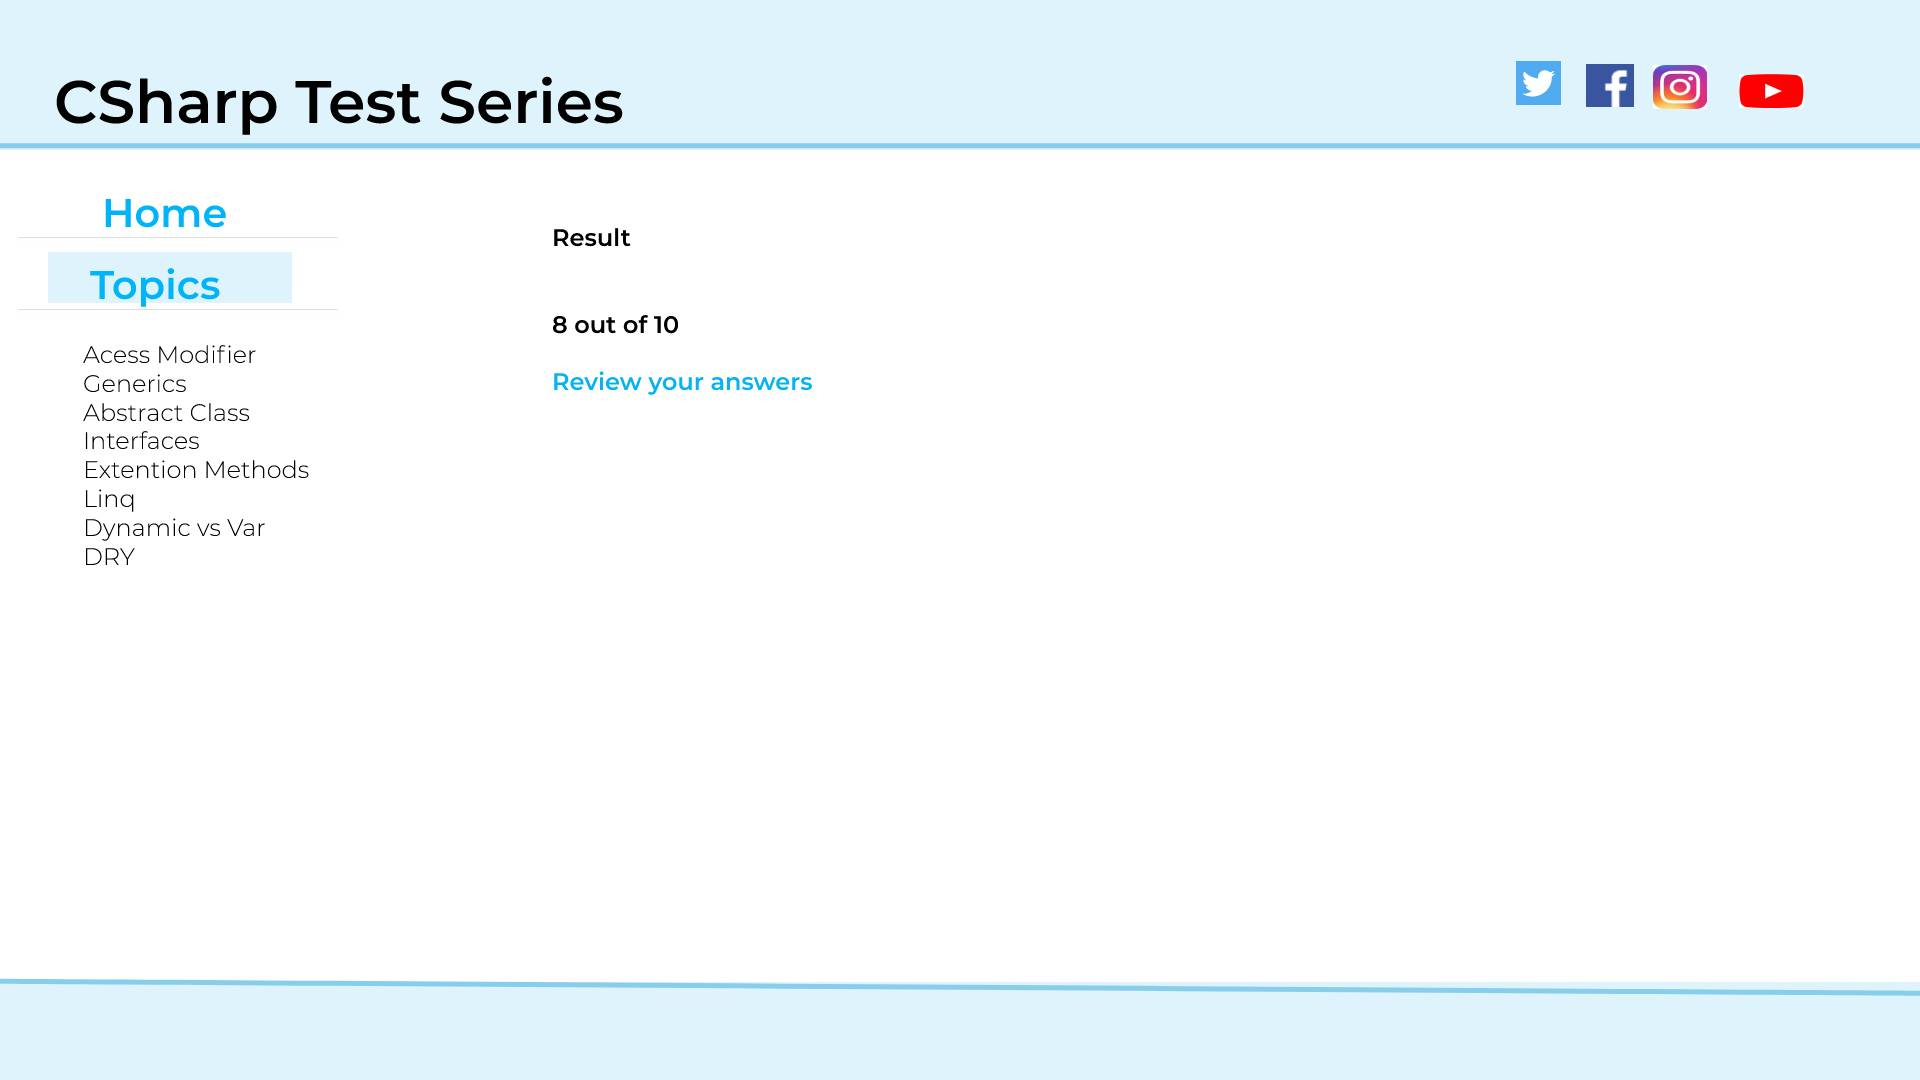 CSharp Test Series
Home
Topics
Acess Modifier
Generics
Abstract Class
Interfaces
Extention Methods
Linq
Dynamic vs Var
DRY
Result
8 out of 10
Review your answers